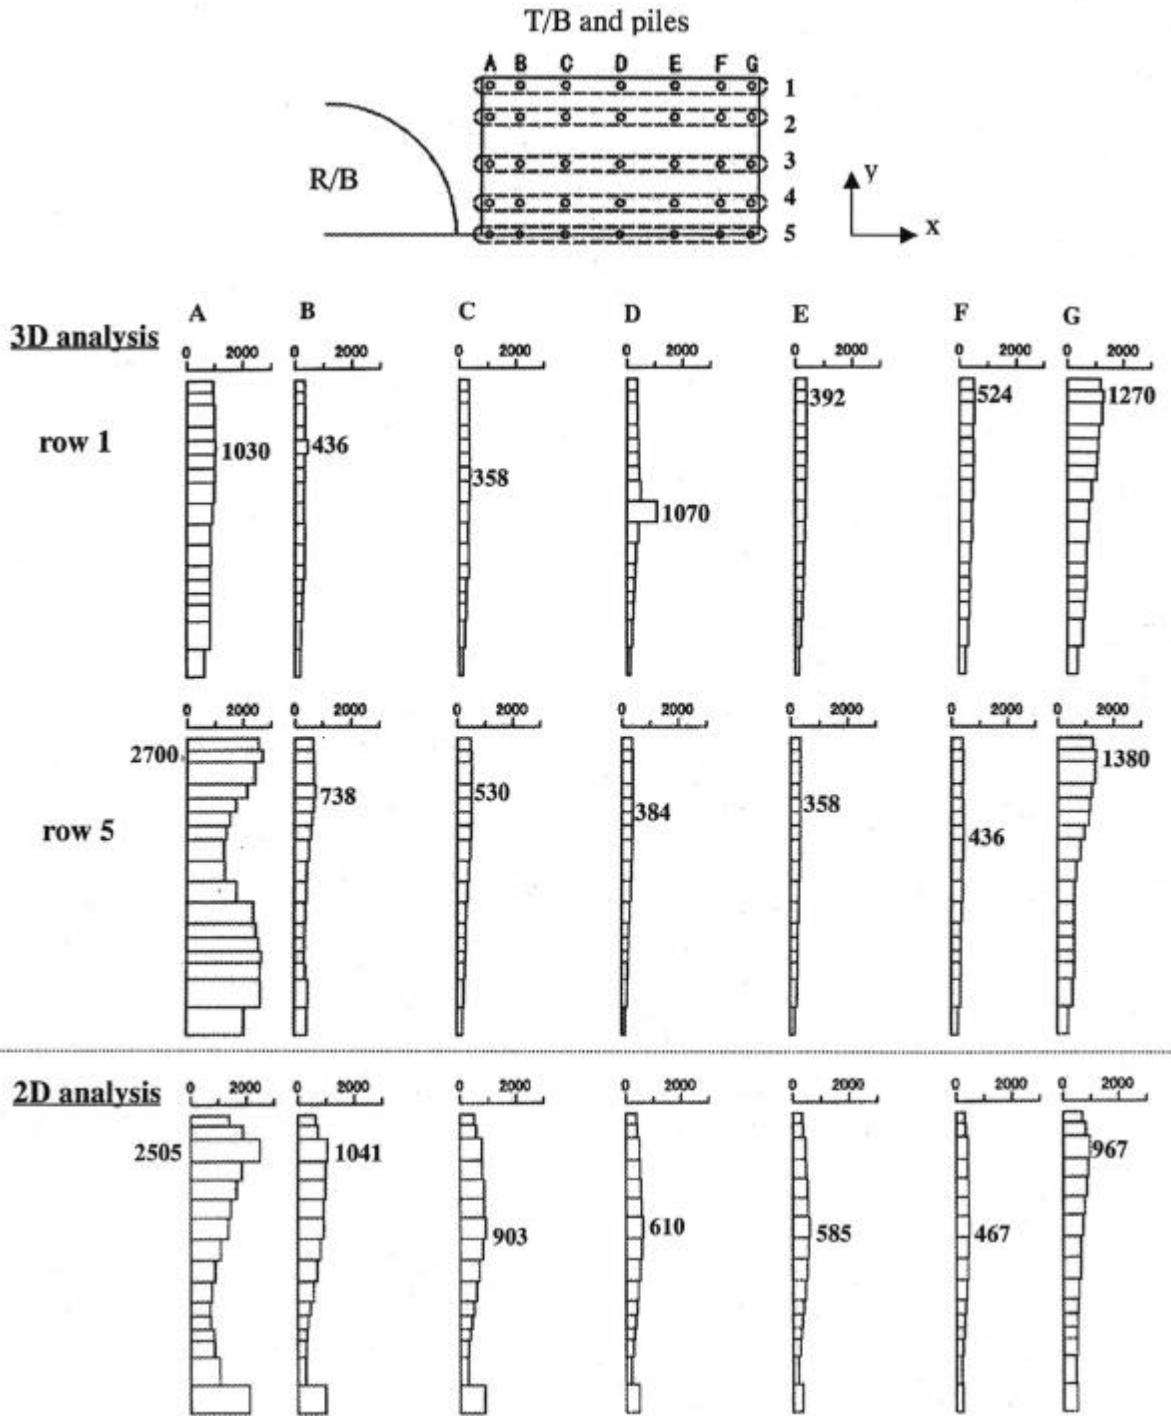 T/B and piles
A B C D E F G
1
2
3
4
5
R/B
y
x
A B C D E F G
3D analysis
0 2000 0 2000 0 2000 0 2000 0 2000 0 2000 0 2000
row 1
1030 436 358 1070 392 524 1270
0 2000 0 2000 0 2000 0 2000 0 2000 0 2000 0 2000
row 5
2700 738 530 384 358 436 1380
2D analysis
0 2000 0 2000 0 2000 0 2000 0 2000 0 2000 0 2000
2505 1041 903 610 585 467 967